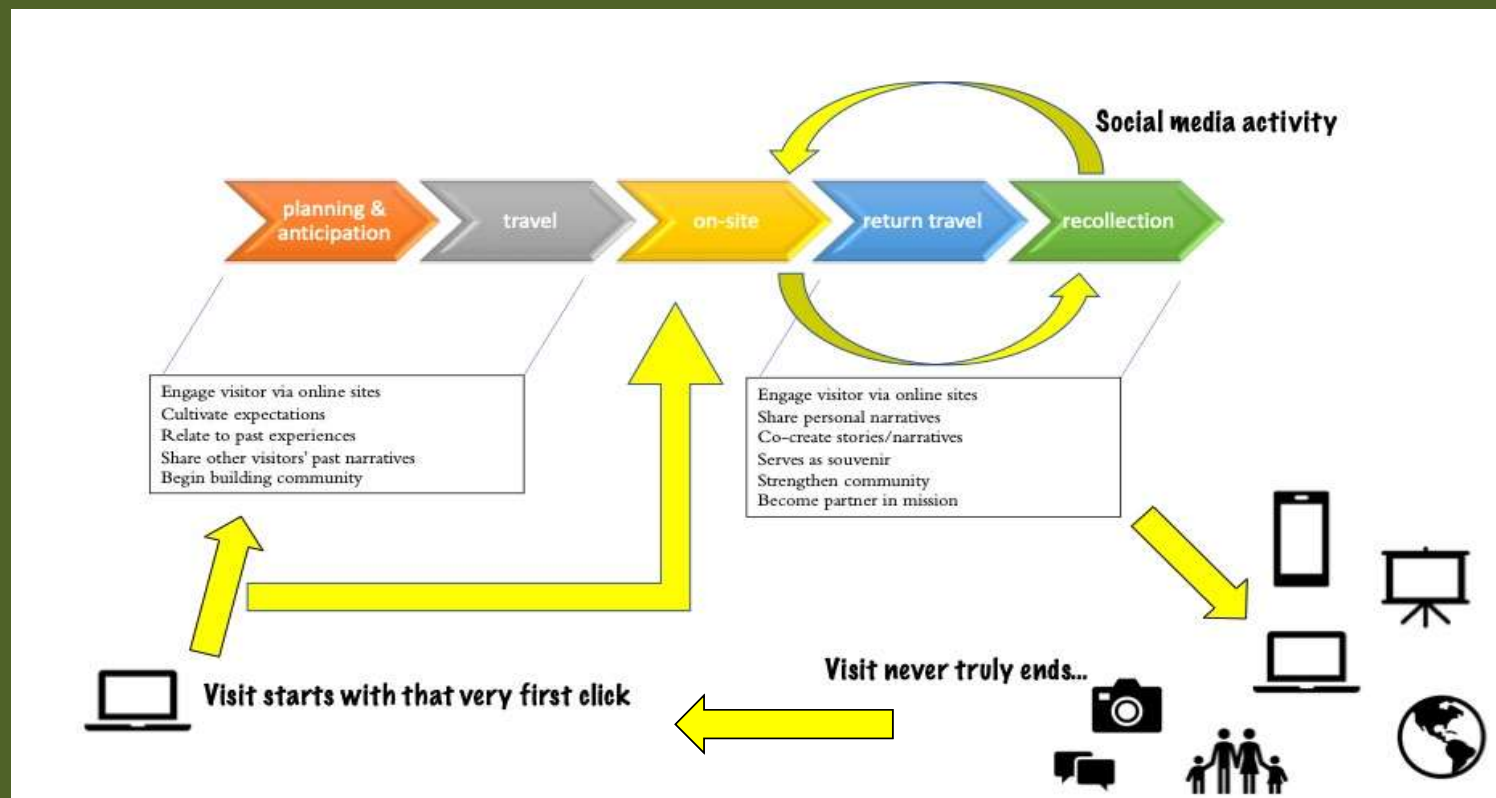 Social media activity
planning &
anticipation
travel
on-site
return travel
recollection
Engage visitor via online sites
Cultivate expectations
Relate to past experiences
Share other visitors' past narratives
Begin building community
Engage visitor via online sites
Share personal narratives
Co-create stories/narratives
Serves as souvenir
Strengthen community
Become partner in mission
Visit starts with that very first click
Visit never truly ends...